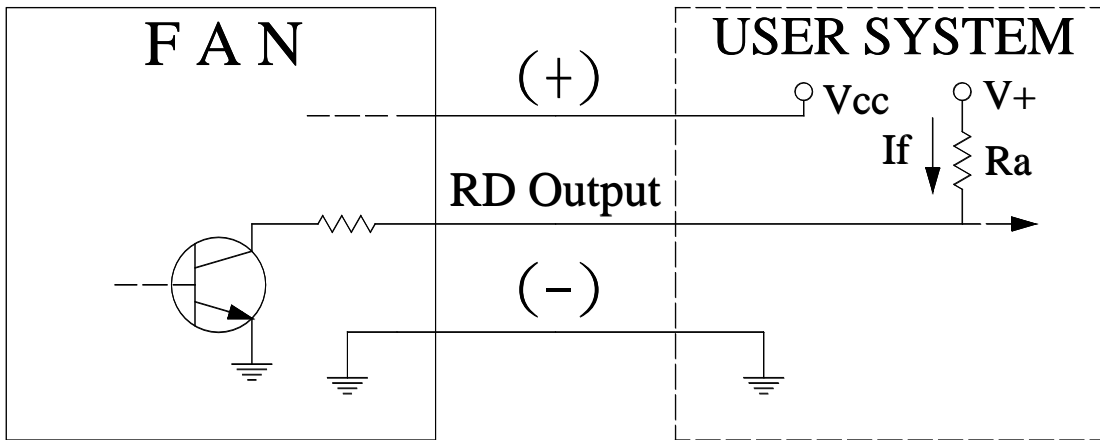 F A N
USER SYSTEM
(+)
Vcc
V+
If
Ra
RD Output
(-)